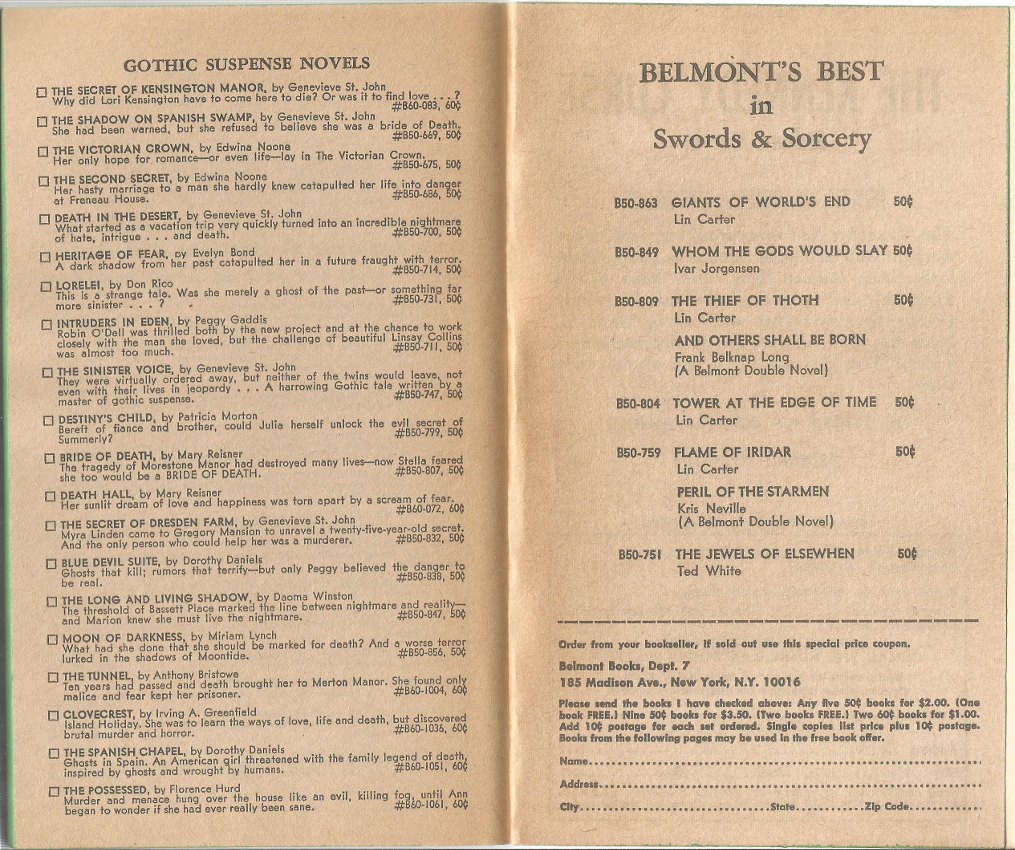 GOTHIC SUSPENSE NOVELS
THE SECRET OF KENSINGTON MANOR, by Genevieve St. John
Why did Lori Kensington have to come here to die? Or was it to find love . . . ?
#B60-083, 60¢
THE SHADOW ON SPANISH SWAMP, by Genevieve St. John
She had been warned, but she refused to believe she was a bride of Death.
#B50-669, 50¢
THE VICTORIAN CROWN, by Edwina Noone
Her only hope for romance—or even life—lay in The Victorian Crown.
#B50-675, 50¢
THE SECOND SECRET, by Edwina Noone
Her hasty marriage to a man she hardly knew catapulted her life into danger
at Freneau House. #B50-686, 50¢
DEATH IN THE DESERT, by Genevieve St. John
What started as a vacation trip very quickly turned into an incredible nightmare
of hate, intrigue . . . and death. #B50-700, 50¢
HERITAGE OF FEAR, by Evelyn Bond
A dark shadow from her past catapulted her in a future fraught with terror.
#B50-714, 50¢
LORELEI, by Don Rico
This is a strange tale. Was she merely a ghost of the past—or something far
more sinister . . . ? #B50-731, 50¢
INTRUDERS IN EDEN, by Peggy Gaddis
Robin O'Dell was thrilled both by the new project and at the chance to work
closely with the man she loved, but the challenge of beautiful Linsay Collins
was almost too much. #B50-711, 50¢
THE SINISTER VOICE, by Genevieve St. John
They were virtually ordered away, but neither of the twins would leave, not
even with their lives in jeopardy . . . A harrowing Gothic tale written by a
master of gothic suspense. #B50-747, 50¢
DESTINY'S CHILD, by Patricia Morton
Bereft of fiance and brother, could Julia herself unlock the evil secret of
Summerly? #B50-799, 50¢
BRIDE OF DEATH, by Mary Reisner
The tragedy of Morestone Manor had destroyed many lives—now Stella feared
she too would be a BRIDE OF DEATH. #B50-807, 50¢
DEATH HALL, by Mary Reisner
Her sunlit dream of love and happiness was torn apart by a scream of fear.
#B60-072, 60¢
THE SECRET OF DRESDEN FARM, by Genevieve St. John
Myra Linden came to Gregory Mansion to unravel a twenty-five-year-old secret.
And the only person who could help her was a murderer. #B50-832, 50¢
BLUE DEVIL SUITE, by Dorothy Daniels
Ghosts that kill; rumors that terrify—but only Peggy believed the danger to
be real. #B50-838, 50¢
THE LONG AND LIVING SHADOW, by Daoma Winston
The threshold of Bassett Place marked the line between nightmare and reality—
and Marion knew she must live the nightmare. #B50-847, 50¢
MOON OF DARKNESS, by Miriam Lynch
What had she done that she should be marked for death? And a worse terror
lurked in the shadows of Moontide. #B50-856, 50¢
THE TUNNEL, by Anthony Bristowe
Ten years had passed and death brought her to Merton Manor. She found only
malice and fear kept her prisoner. #B60-1004, 60¢
CLOVECREST, by Irving A. Greenfield
Island Holiday. She was to learn the ways of love, life and death, but discovered
brutal murder and horror. #B60-1036, 60¢
THE SPANISH CHAPEL, by Dorothy Daniels
Ghosts in Spain. An American girl threatened with the family legend of death,
inspired by ghosts and wrought by humans. #B60-1051, 60¢
THE POSSESSED, by Florence Hurd
Murder and menace hung over the house like an evil, killing fog, until Ann
began to wonder if she had ever really been sane. #B60-1061, 60¢
BELMONT'S BEST
in
Swords & Sorcery
B50-863 GIANTS OF WORLD'S END 50¢
Lin Carter
B50-849 WHOM THE GODS WOULD SLAY 50¢
Ivar Jorgensen
B50-809 THE THIEF OF THOTH 50¢
Lin Carter
AND OTHERS SHALL BE BORN
Frank Belknap Long
(A Belmont Double Novel)
B50-804 TOWER AT THE EDGE OF TIME 50¢
Lin Carter
B50-759 FLAME OF IRIDAR 50¢
Lin Carter
PERIL OF THE STARMEN
Kris Neville
(A Belmont Double Novel)
B50-751 THE JEWELS OF ELSEWHEN 50¢
Ted White
Order from your bookseller, if sold out use this special price coupon.
Belmont Books, Dept. 7
185 Madison Ave., New York, N.Y. 10016
Please send the books I have checked above: Any five 50¢ books for $2.00. (One
book FREE.) Nine 50¢ books for $3.50. (Two books FREE.) Two 60¢ books for $1.00.
Add 10¢ postage for each set ordered. Single copies list price plus 10¢ postage.
Books from the following pages may be used in the free book offer.
Name
Address
City State Zip Code